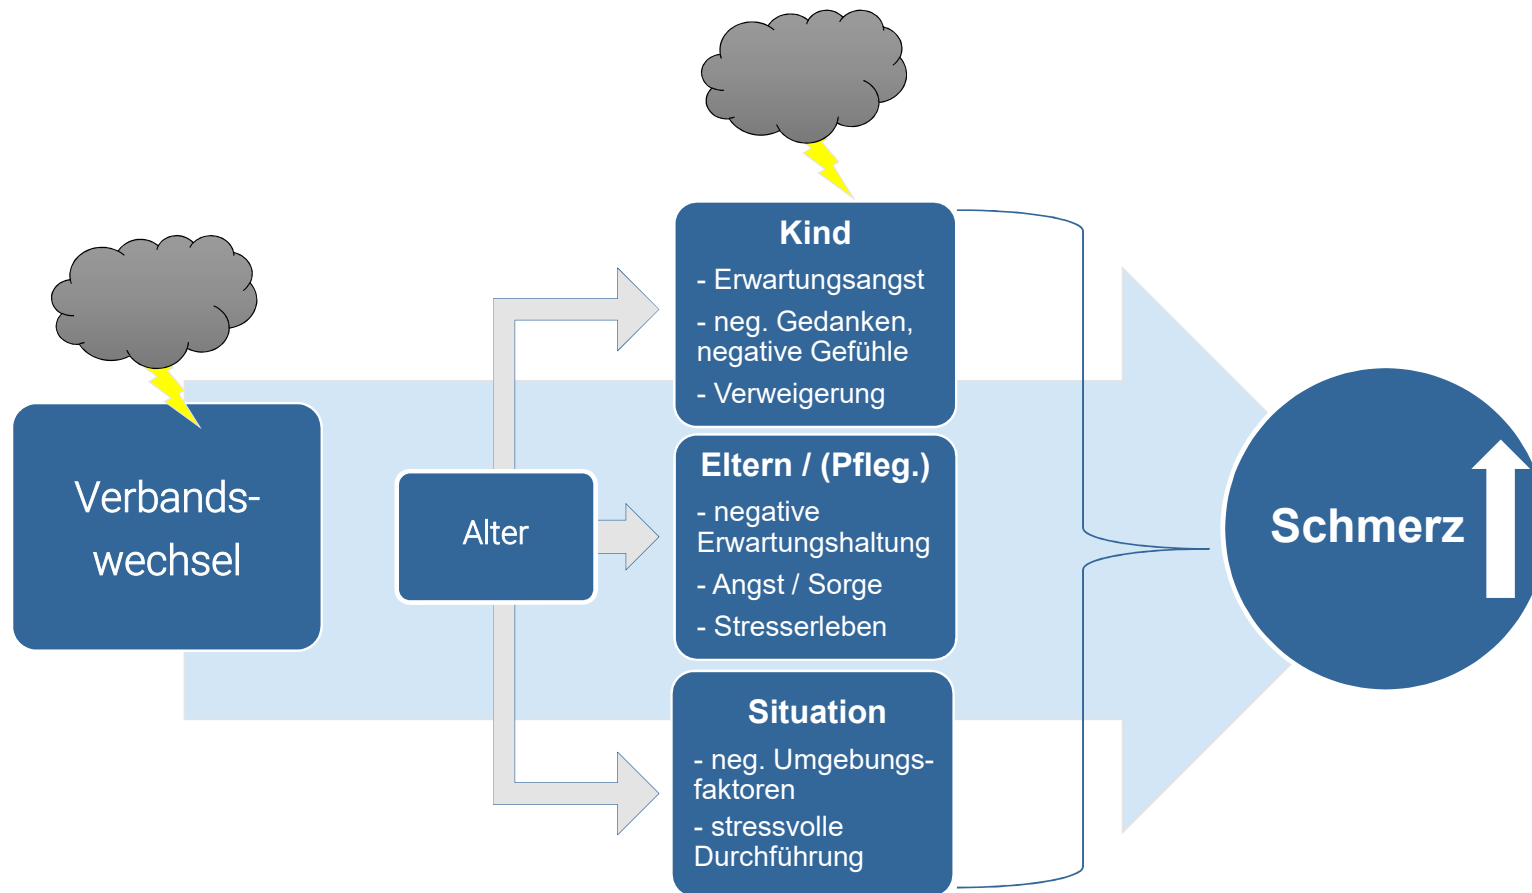 Verbands-
wechsel
Alter
Kind
- Erwartungsangst
- neg. Gedanken,
negative Gefühle
- Verweigerung
Eltern / (Pfleg.)
- negative
Erwartungshaltung
- Angst / Sorge
- Stresserleben
Situation
- neg. Umgebungs-
faktoren
- stressvolle
Durchführung
Schmerz